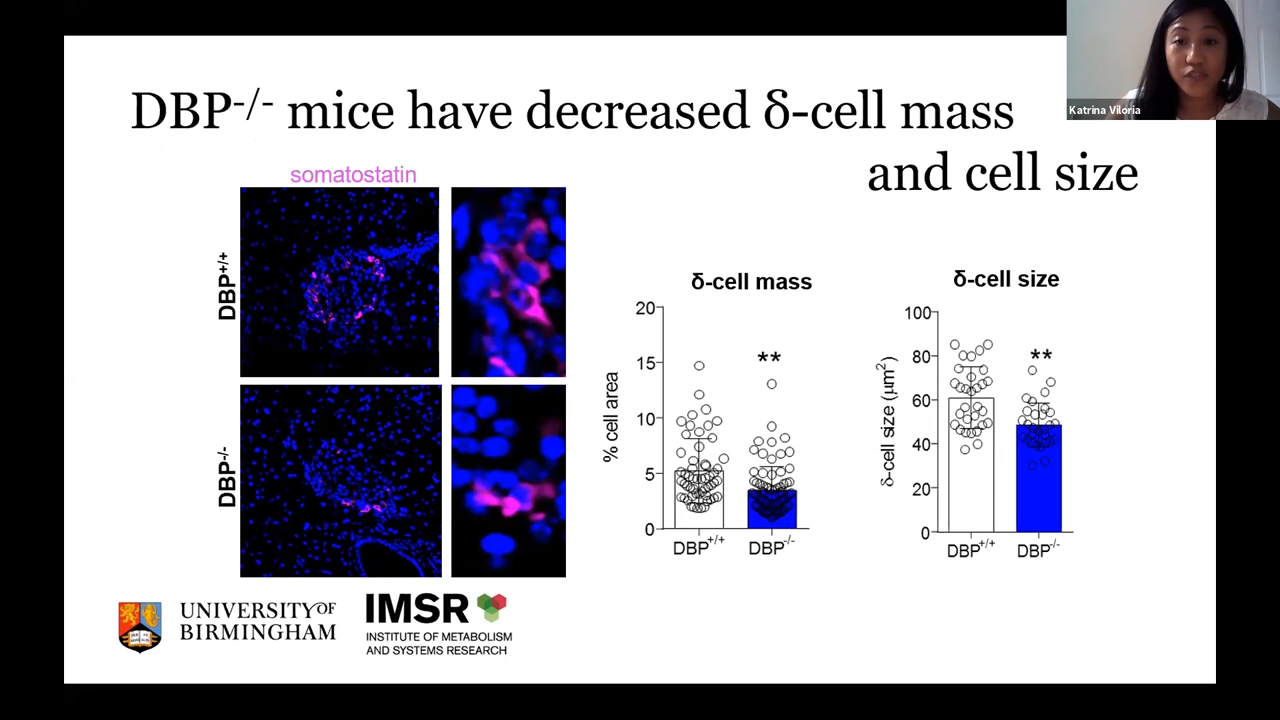 Katrina Viloria
DBP-/- mice have decreased δ-cell mass
and cell size
somatostatin
DBP+/+
DBP-/-
δ-cell mass
% cell area
20
15
10
5
0
**
DBP+/+
DBP-/-
δ-cell size
δ-cell size (μm2)
100
80
60
40
20
0
**
DBP+/+
DBP-/-
UNIVERSITY OF
BIRMINGHAM
IMSR
INSTITUTE OF METABOLISM
AND SYSTEMS RESEARCH